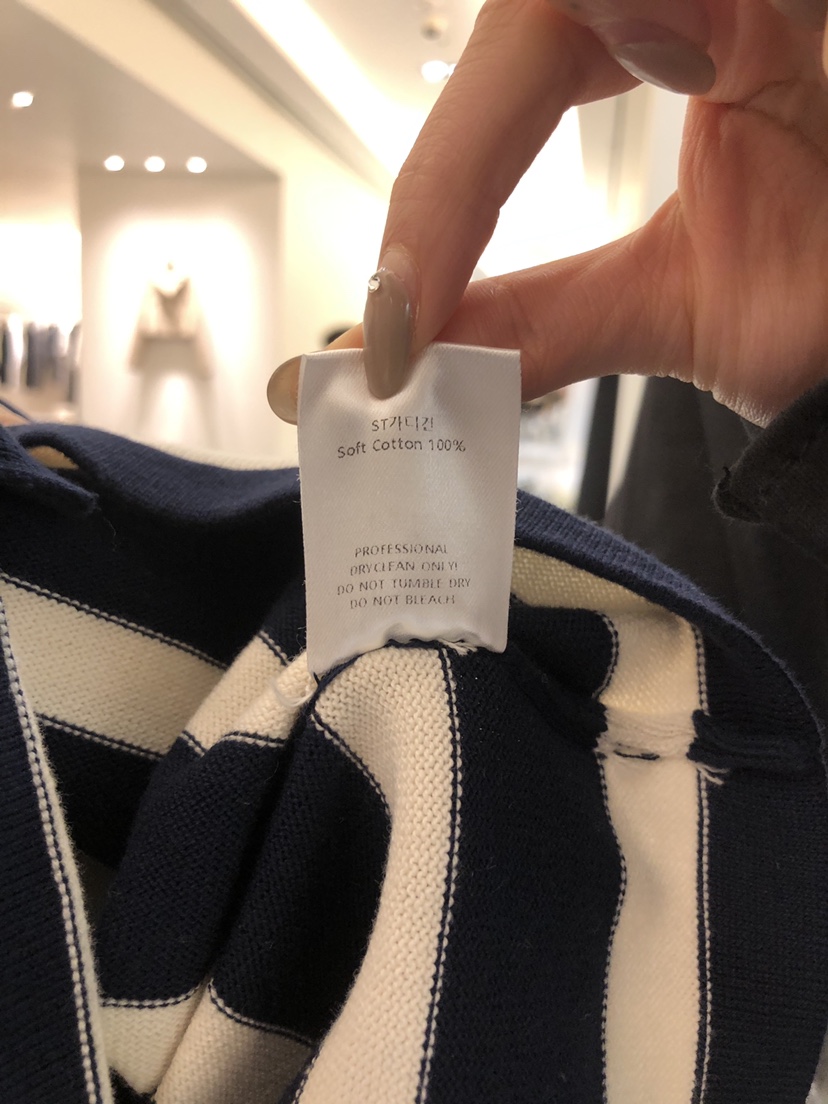 ST가디건
Soft Cotton 100%
PROFESSIONAL
DRYCLEAN ONLY!
DO NOT TUMBLE DRY
DO NOT BLEACH